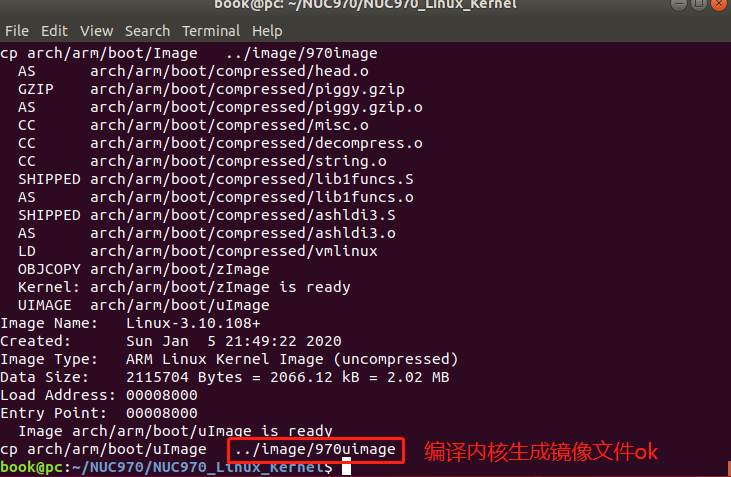 book@pc: ~/NUC970/NUC970_Linux_Kernel
File Edit View Search Terminal Help
cp arch/arm/boot/Image   ../image/970image
  AS      arch/arm/boot/compressed/head.o
  GZIP    arch/arm/boot/compressed/piggy.gzip
  AS      arch/arm/boot/compressed/piggy.gzip.o
  CC      arch/arm/boot/compressed/misc.o
  CC      arch/arm/boot/compressed/decompress.o
  CC      arch/arm/boot/compressed/string.o
  SHIPPED arch/arm/boot/compressed/lib1funcs.S
  AS      arch/arm/boot/compressed/lib1funcs.o
  SHIPPED arch/arm/boot/compressed/ashldi3.S
  AS      arch/arm/boot/compressed/ashldi3.o
  LD      arch/arm/boot/compressed/vmlinux
  OBJCOPY arch/arm/boot/zImage
  Kernel: arch/arm/boot/zImage is ready
  UIMAGE  arch/arm/boot/uImage
Image Name:   Linux-3.10.108+
Created:      Sun Jan  5 21:49:22 2020
Image Type:   ARM Linux Kernel Image (uncompressed)
Data Size:    2115704 Bytes = 2066.12 kB = 2.02 MB
Load Address: 00008000
Entry Point:  00008000
  Image arch/arm/boot/uImage is ready
cp arch/arm/boot/uImage   ../image/970uimage 编译内核生成镜像文件ok
book@pc:~/NUC970/NUC970_Linux_Kernel$